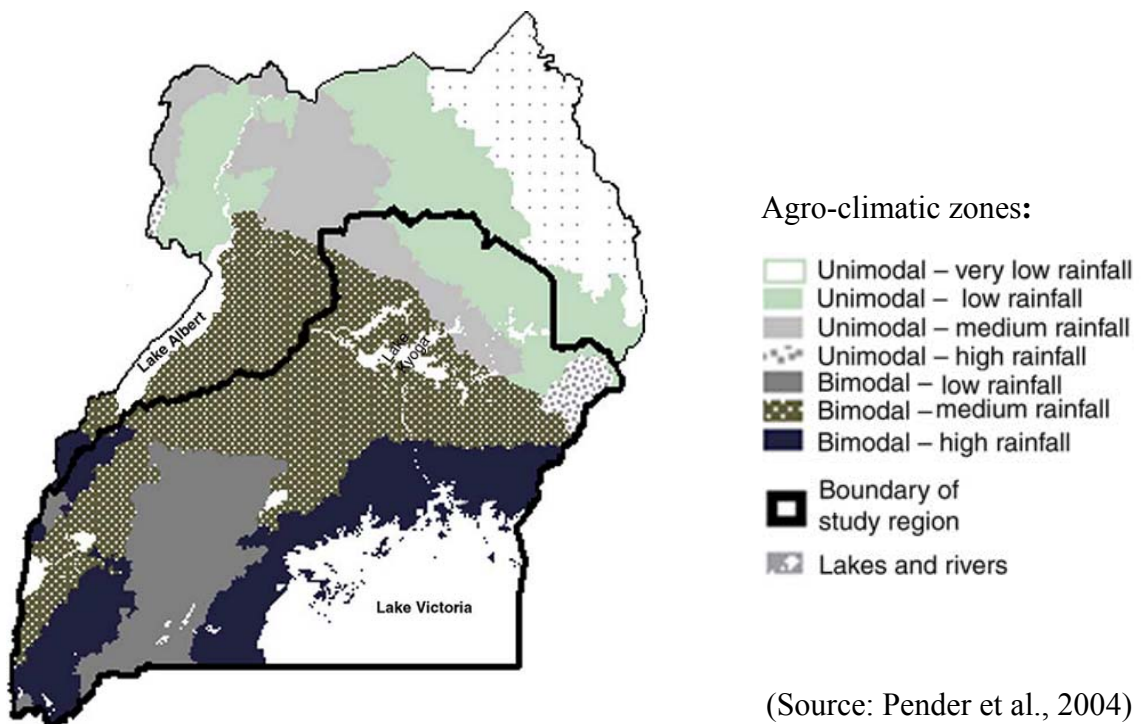 Lake Albert
Lake
kyoga
Lake Victoria
Agro-climatic zones:
Unimodal – very low rainfall
Unimodal – low rainfall
Unimodal – medium rainfall
Unimodal – high rainfall
Bimodal – low rainfall
Bimodal – medium rainfall
Bimodal – high rainfall
Boundary of
study region
Lakes and rivers
(Source: Pender et al., 2004)